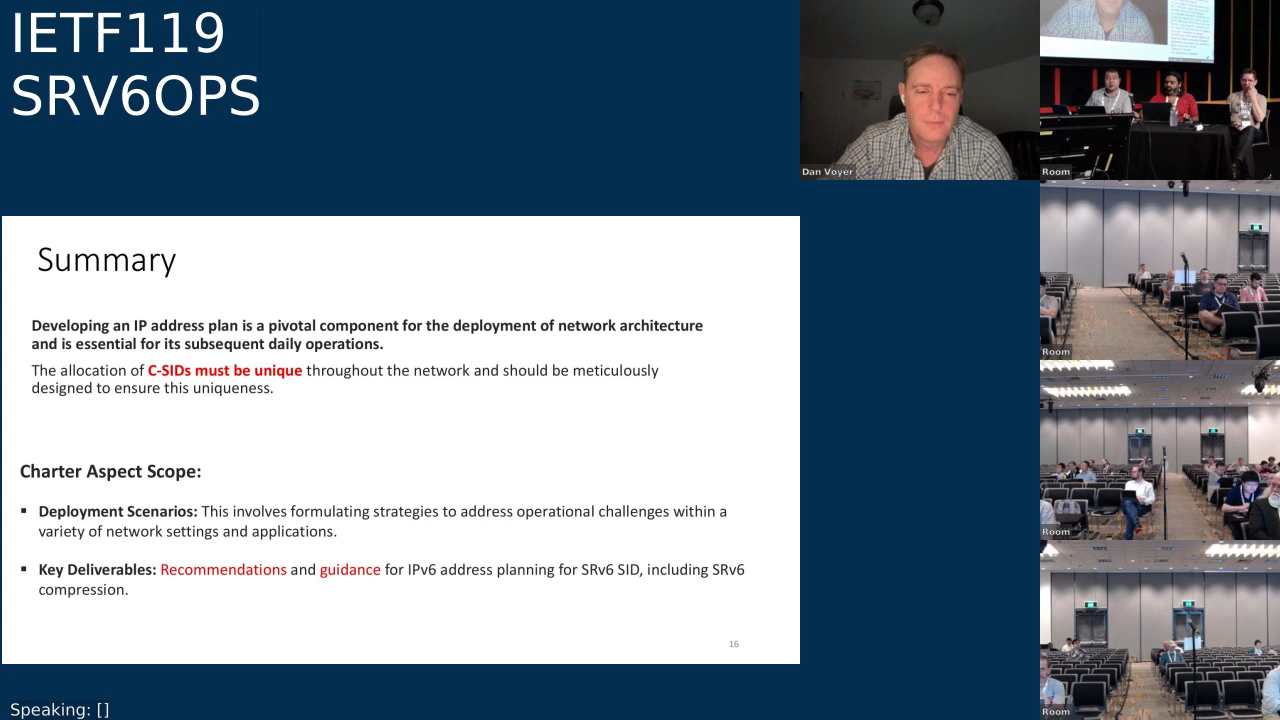 IETF119
SRV6OPS
Dan Voyer
Room
Room
Room
Room
Summary
Developing an IP address plan is a pivotal component for the deployment of network architecture
and is essential for its subsequent daily operations.
The allocation of C-SIDs must be unique throughout the network and should be meticulously
designed to ensure this uniqueness.
Charter Aspect Scope:
▪ Deployment Scenarios: This involves formulating strategies to address operational challenges within a
variety of network settings and applications.
▪ Key Deliverables: Recommendations and guidance for IPv6 address planning for SRv6 SID, including SRv6
compression.
16
Speaking: []